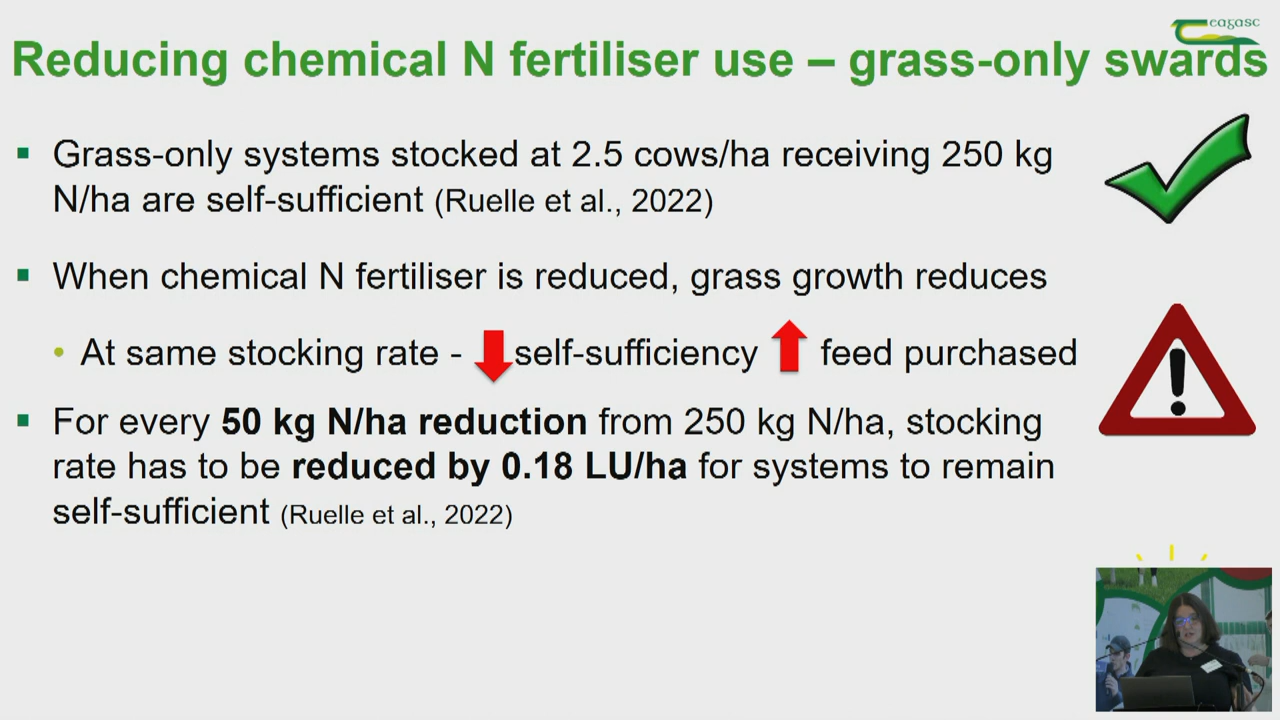 eagasc
Reducing chemical N fertiliser use – grass-only swards
▪ Grass-only systems stocked at 2.5 cows/ha receiving 250 kg
N/ha are self-sufficient (Ruelle et al., 2022)
▪ When chemical N fertiliser is reduced, grass growth reduces
• At same stocking rate - self-sufficiency feed purchased
▪ For every 50 kg N/ha reduction from 250 kg N/ha, stocking
rate has to be reduced by 0.18 LU/ha for systems to remain
self-sufficient (Ruelle et al., 2022)